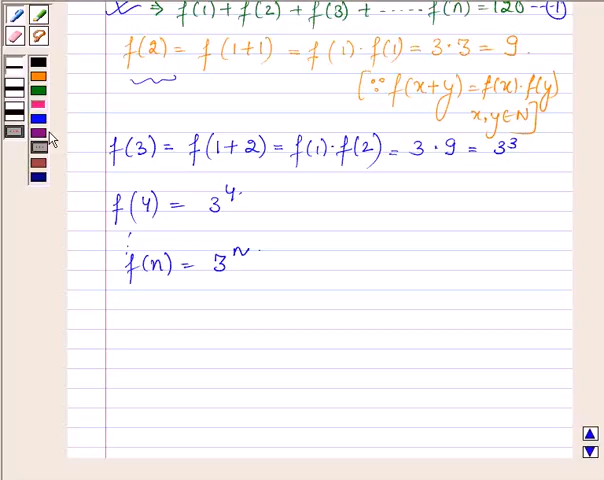 ⇒ f(1) + f(2) + f(3) + ..... f(n) = 120 --(1)
f(2) = f(1+1) = f(1)·f(1) = 3·3 = 9.
[∵ f(x+y) = f(x)·f(y)
x,y∈N]
f(3) = f(1+2) = f(1)·f(2) = 3·9 = 3³
f(4) = 3⁴.
⋮
f(n) = 3ⁿ.